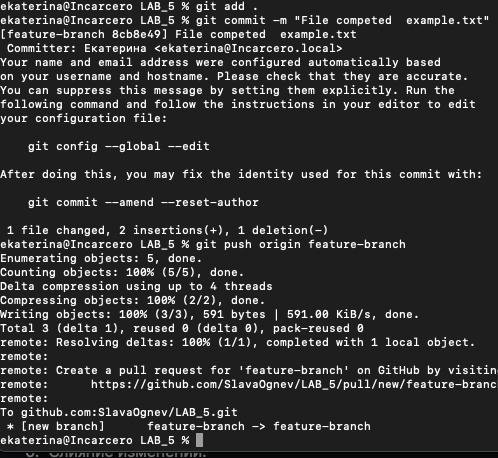 ekaterina@Incarcero LAB_5 % git add .
ekaterina@Incarcero LAB_5 % git commit -m "File competed  example.txt"
[feature-branch 8cb8e49] File competed  example.txt
 Committer: Екатерина <ekaterina@Incarcero.local>
Your name and email address were configured automatically based
on your username and hostname. Please check that they are accurate.
You can suppress this message by setting them explicitly. Run the
following command and follow the instructions in your editor to edit
your configuration file:
    git config --global --edit
After doing this, you may fix the identity used for this commit with:
    git commit --amend --reset-author
 1 file changed, 2 insertions(+), 1 deletion(-)
ekaterina@Incarcero LAB_5 % git push origin feature-branch
Enumerating objects: 5, done.
Counting objects: 100% (5/5), done.
Delta compression using up to 4 threads
Compressing objects: 100% (2/2), done.
Writing objects: 100% (3/3), 591 bytes | 591.00 KiB/s, done.
Total 3 (delta 1), reused 0 (delta 0), pack-reused 0
remote: Resolving deltas: 100% (1/1), completed with 1 local object.
remote:
remote: Create a pull request for 'feature-branch' on GitHub by visiting
remote:      https://github.com/SlavaOgnev/LAB_5/pull/new/feature-branc
remote:
To github.com:SlavaOgnev/LAB_5.git
 * [new branch]      feature-branch -> feature-branch
ekaterina@Incarcero LAB_5 %
изменений.